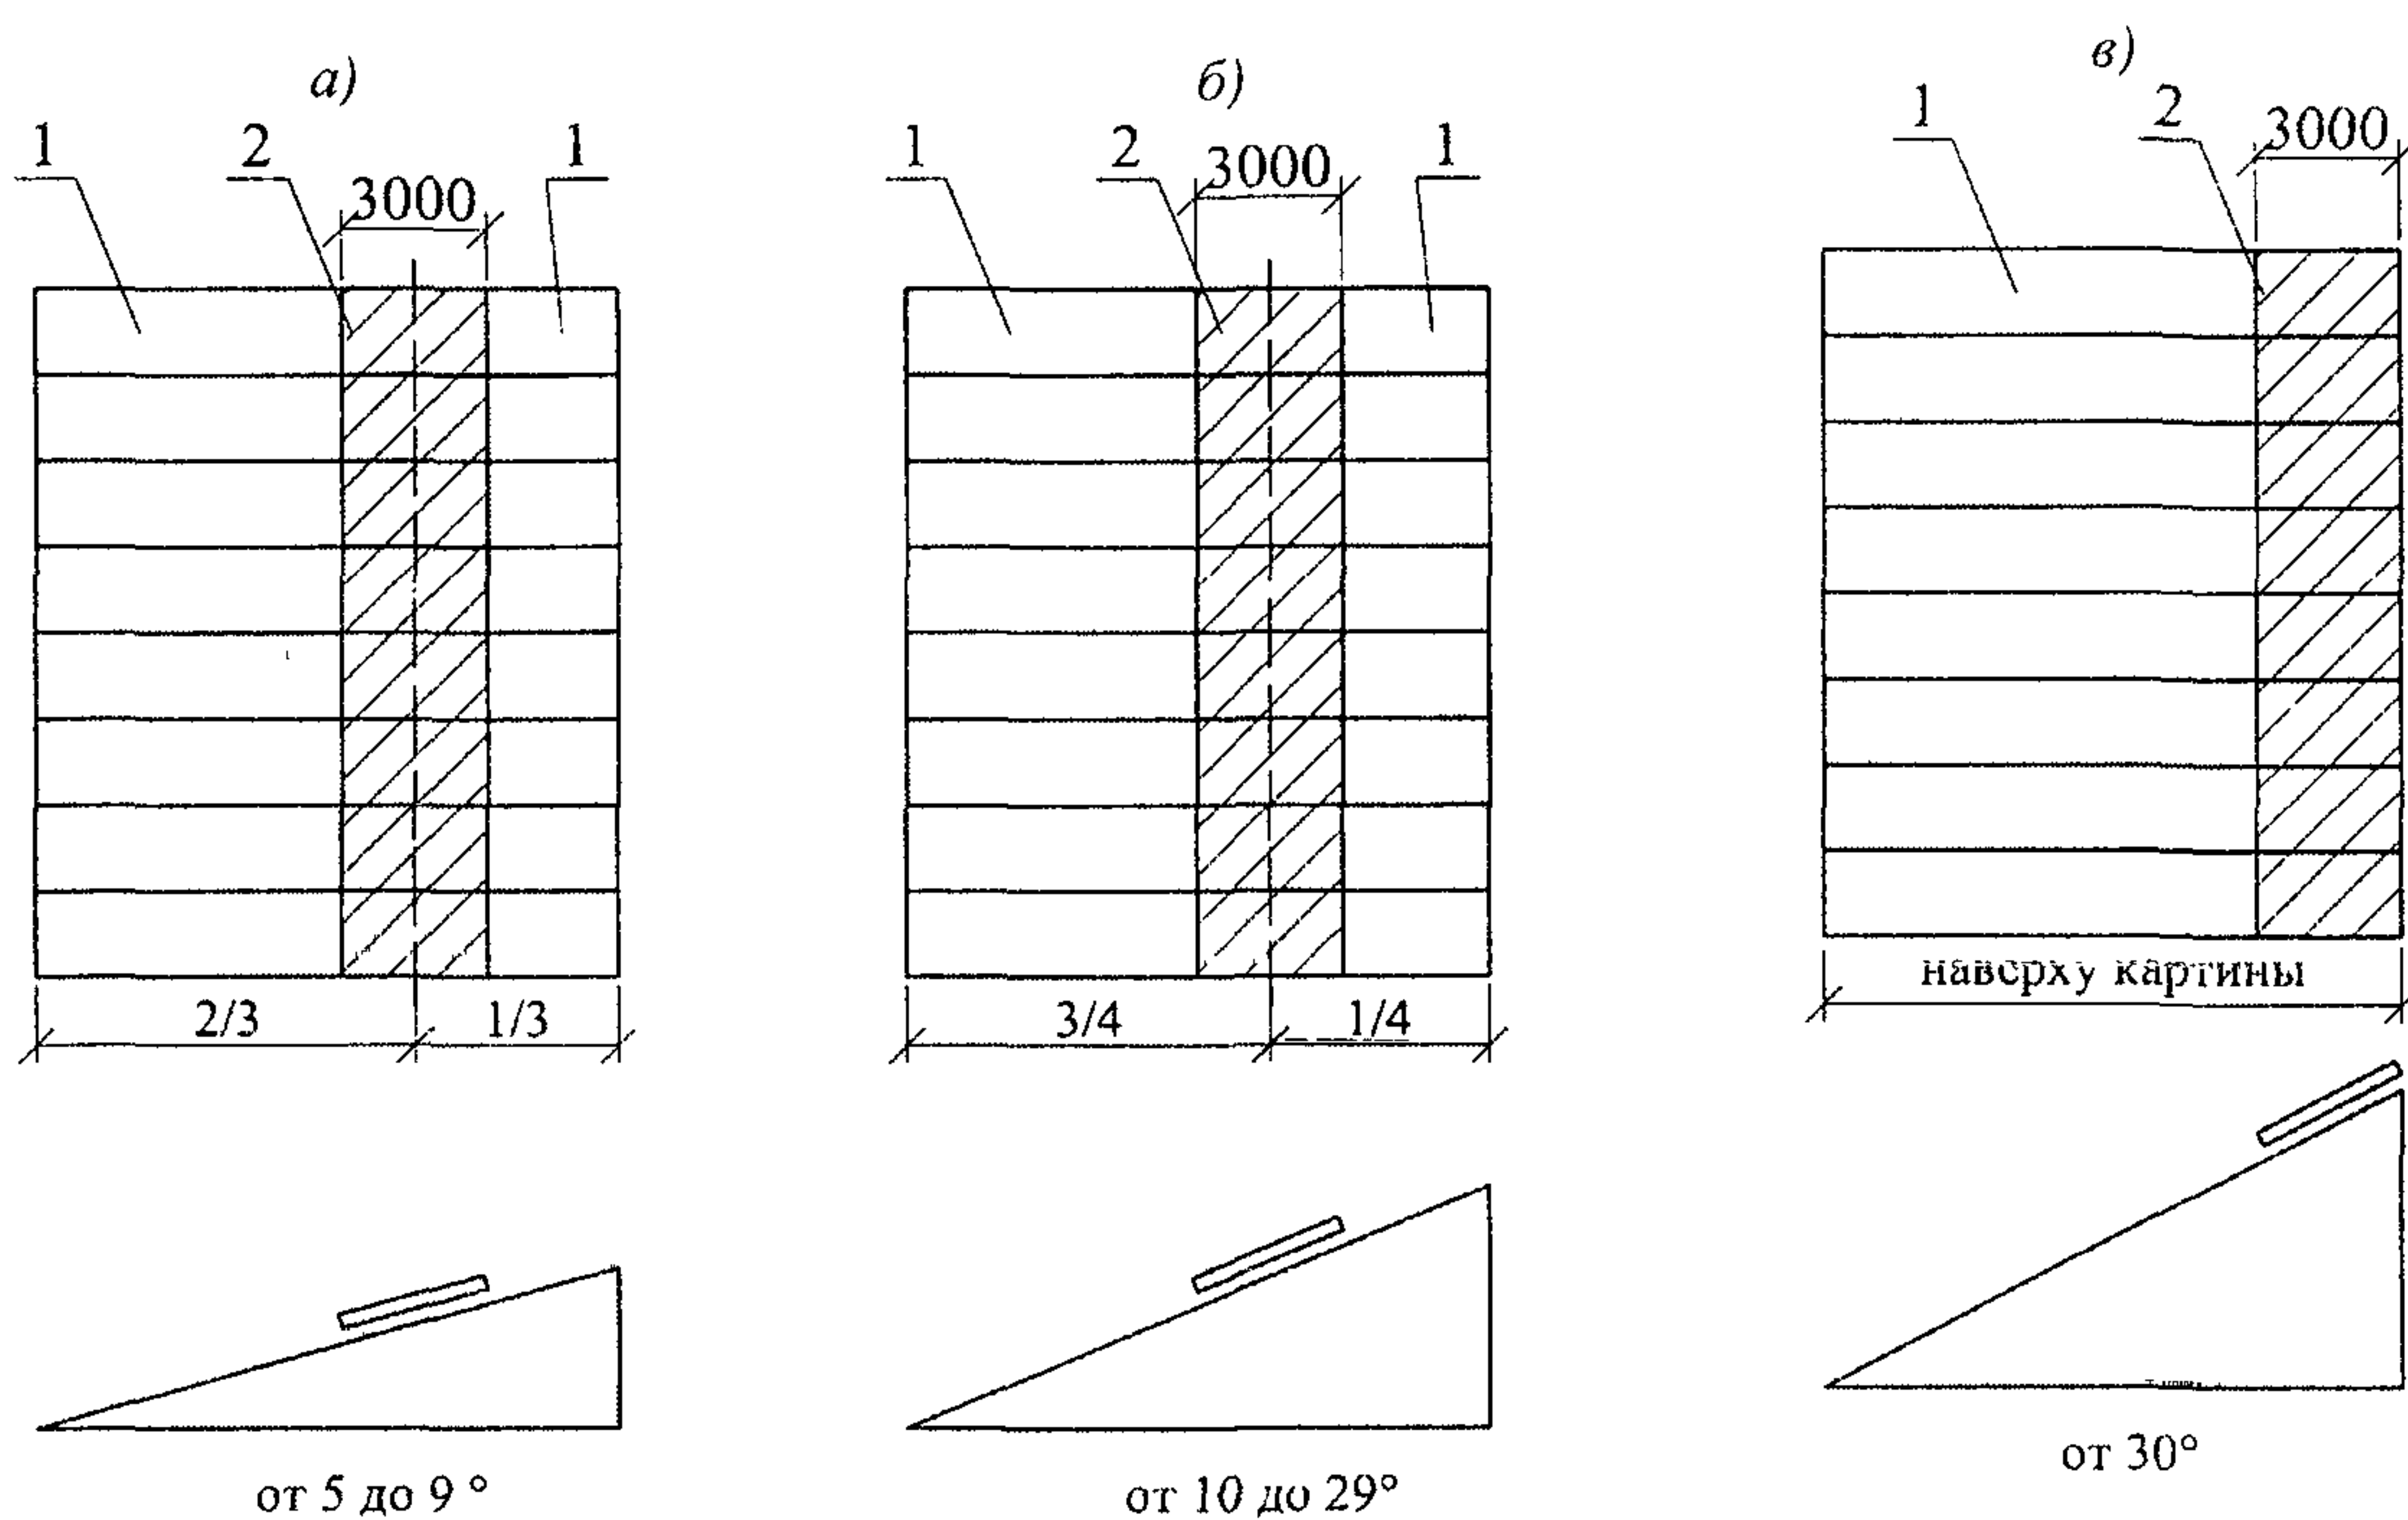 а)
б)
в)
1
2
1
3000
1
2
1
3000
1
2
3000
2/3
1/3
3/4
1/4
наверху картины
от 5 до 9 °
от 10 до 29°
от 30°